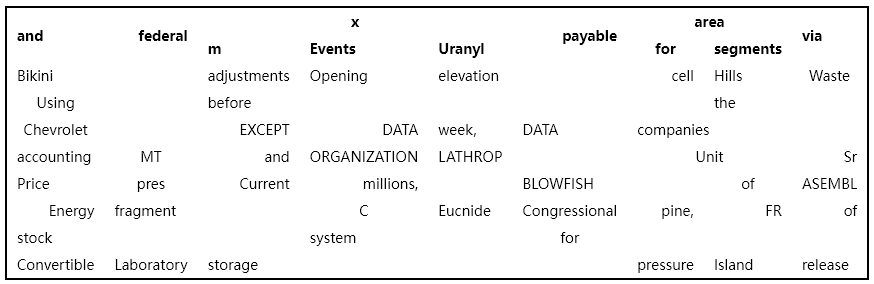 x area
and federal payable via
m Events Uranyl for segments
Bikini adjustments Opening elevation cell Hills Waste
Using before the
Chevrolet EXCEPT DATA week, DATA companies
accounting MT and ORGANIZATION LATHROP Unit Sr
Price pres Current millions, BLOWFISH of ASEMBL
Energy fragment C Eucnide Congressional pine, FR of
stock system for
Convertible Laboratory storage pressure Island release